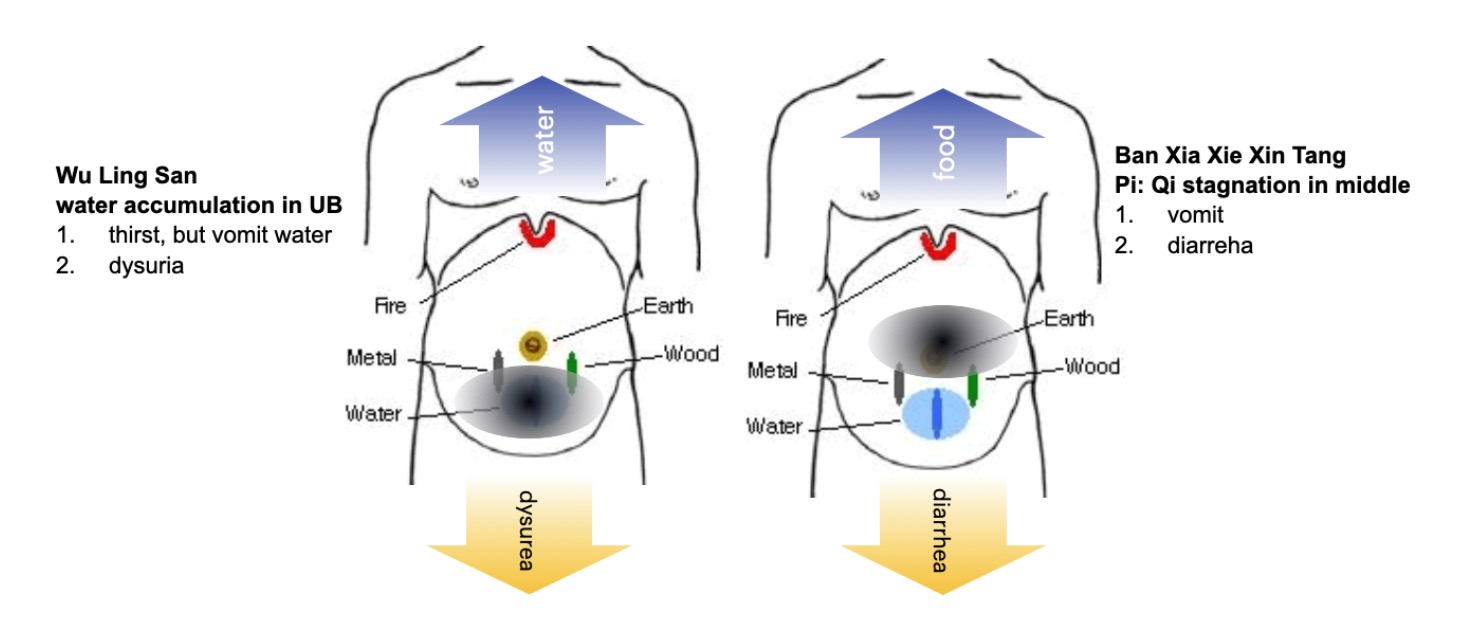 Wu Ling San
water accumulation in UB
1. thirst, but vomit water
2. dysuria
water
Fire
Earth
Metal
Wood
Water
dysurea
food
Fire
Earth
Metal
Wood
Water
diarrhea
Ban Xia Xie Xin Tang
Pi: Qi stagnation in middle
1. vomit
2. diarreha